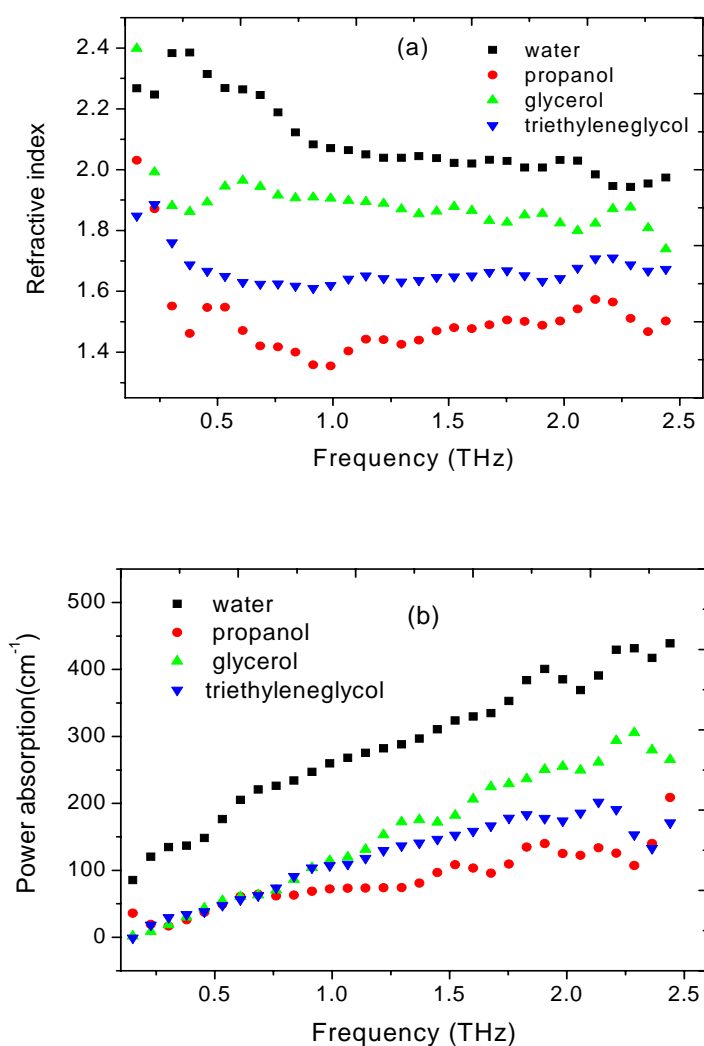 (a)
water
propanol
glycerol
triethyleneglycol
2.4
2.2
2.0
1.8
1.6
1.4
Refractive index
0.5 1.0 1.5 2.0 2.5
Frequency (THz)
(b)
water
propanol
glycerol
triethyleneglycol
500
400
300
200
100
0
Power absorption(cm⁻¹)
0.5 1.0 1.5 2.0 2.5
Frequency (THz)